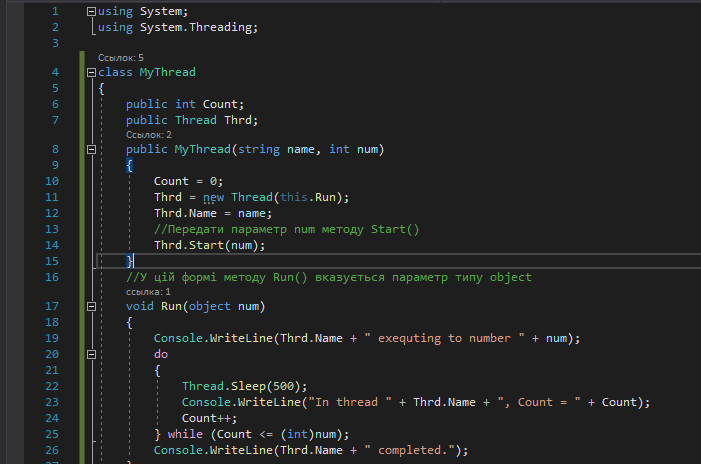 1 using System;
2 using System.Threading;
3
Ссылок: 5
4 class MyThread
5 {
6 public int Count;
7 public Thread Thrd;
Ссылок: 2
8 public MyThread(string name, int num)
9 {
10 Count = 0;
11 Thrd = new Thread(this.Run);
12 Thrd.Name = name;
13 //Передати параметр num методу Start()
14 Thrd.Start(num);
15 }
16 //У цій формі методу Run() вказується параметр типу object
ссылка: 1
17 void Run(object num)
18 {
19 Console.WriteLine(Thrd.Name + " exequting to number " + num);
20 do
21 {
22 Thread.Sleep(500);
23 Console.WriteLine("In thread " + Thrd.Name + ", Count = " + Count);
24 Count++;
25 } while (Count <= (int)num);
26 Console.WriteLine(Thrd.Name + " completed.");